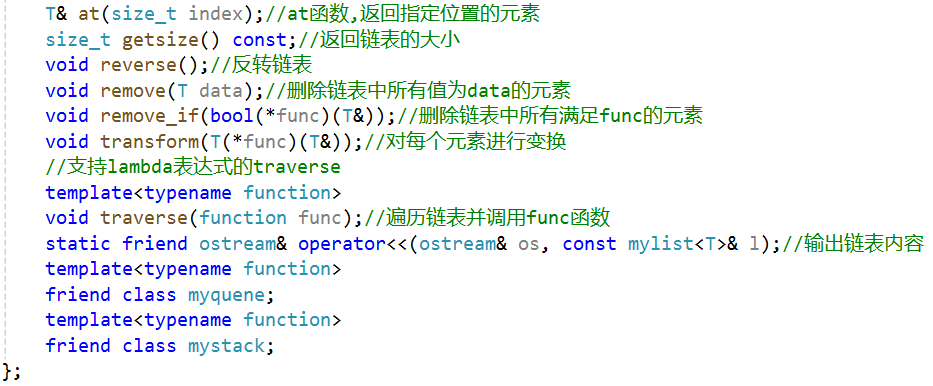 T& at(size_t index);//at函数,返回指定位置的元素
size_t getsize() const;//返回链表的大小
void reverse();//反转链表
void remove(T data);//删除链表中所有值为data的元素
void remove_if(bool(*func)(T&));//删除链表中所有满足func的元素
void transform(T(*func)(T&));//对每个元素进行变换
//支持lambda表达式的traverse
template<typename function>
void traverse(function func);//遍历链表并调用func函数
static friend ostream& operator<<(ostream& os, const mylist<T>& l);//输出链表内容
template<typename function>
friend class myquene;
template<typename function>
friend class mystack;
};